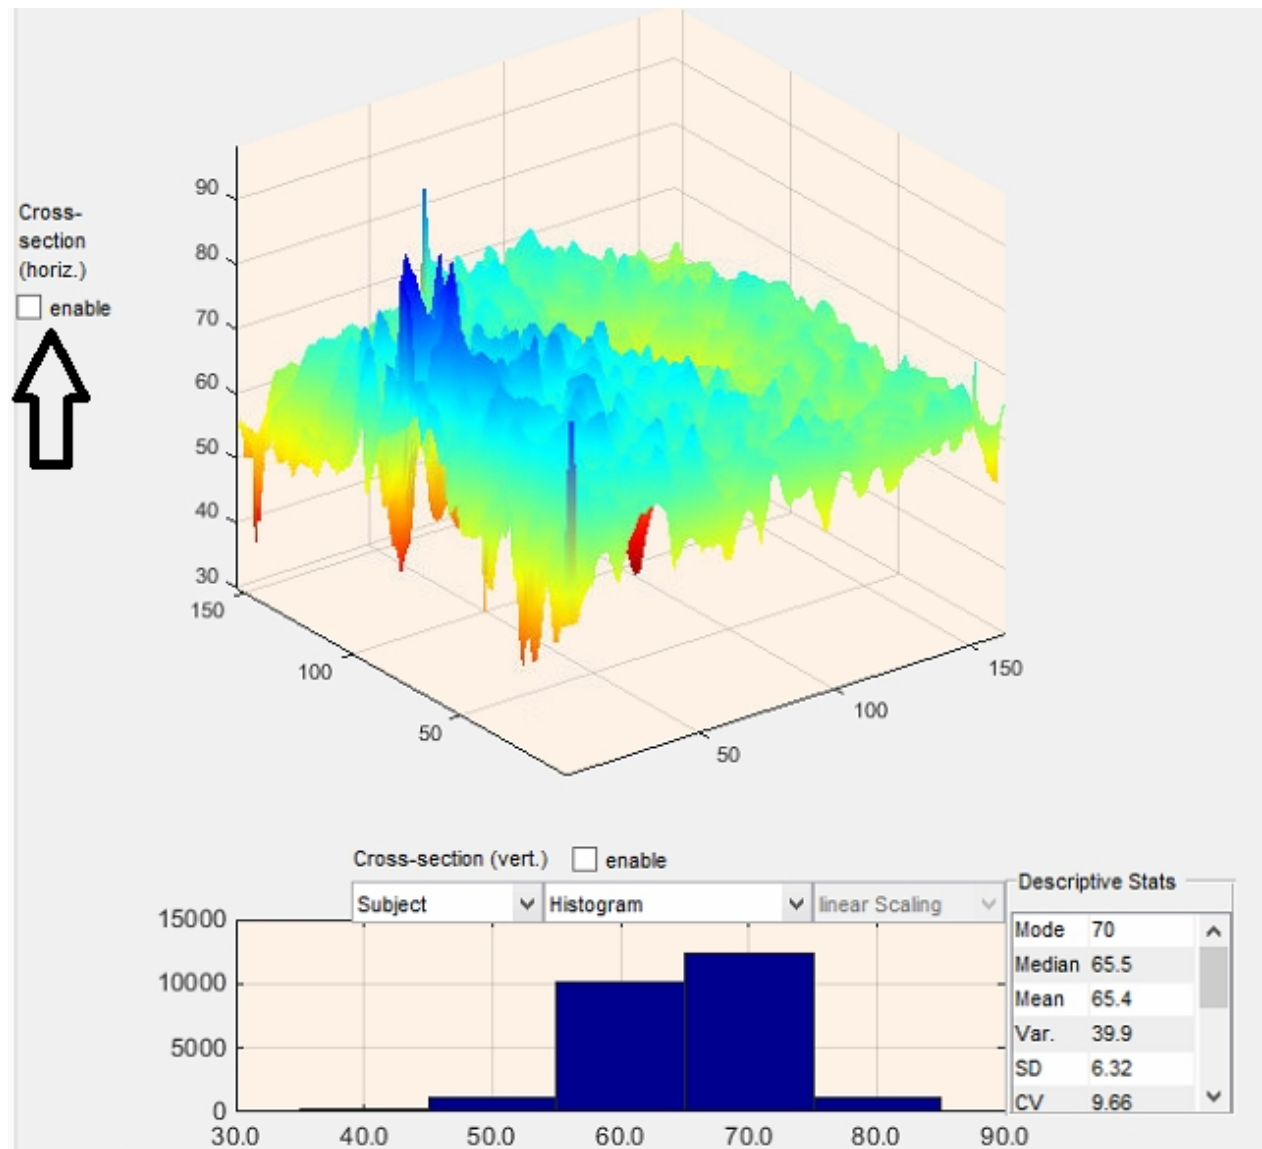 90
80
70
60
50
40
30
150
100
50
50
100
150
Cross-
section
(horiz.)
enable
Cross-section (vert.) enable
Subject Histogram linear Scaling
Descriptive Stats
Mode 70
Median 65.5
Mean 65.4
Var. 39.9
SD 6.32
CV 9.66
15000
10000
5000
0
30.0 40.0 50.0 60.0 70.0 80.0 90.0